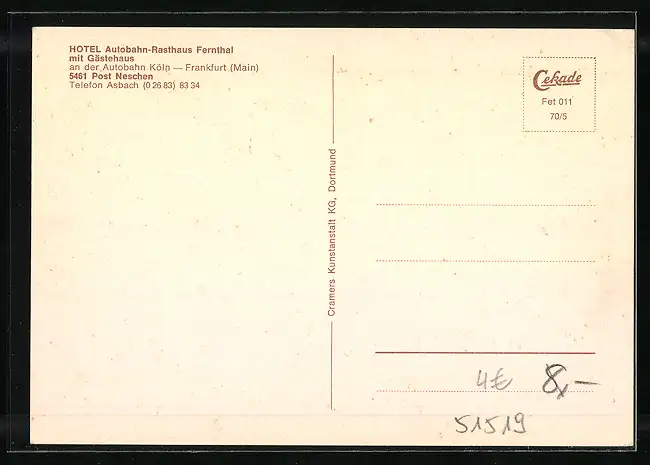 HOTEL Autobahn-Rasthaus Fernthal
mit Gästehaus
an der Autobahn Köln — Frankfurt (Main)
5461 Post Neschen
Telefon Asbach (0 26 83) 83 34
Cekade
Fet 011
70/5
Cramers Kunstanstalt KG, Dortmund
4€ 8,—
51519